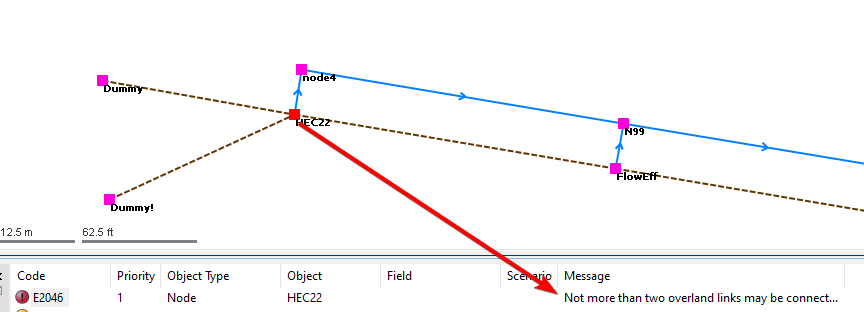 node4
Dummy
HEC22
N99
FlowEff
Dummy!
12.5 m 62.5 ft
Code Priority Object Type Object Field Scenario Message
E2046 1 Node HEC22 Not more than two overland links may be connect...